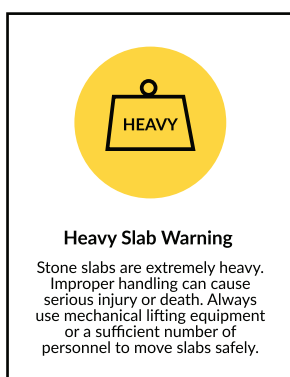 HEAVY
Heavy Slab Warning
Stone slabs are extremely heavy.
Improper handling can cause
serious injury or death. Always
use mechanical lifting equipment
or a sufficient number of
personnel to move slabs safely.